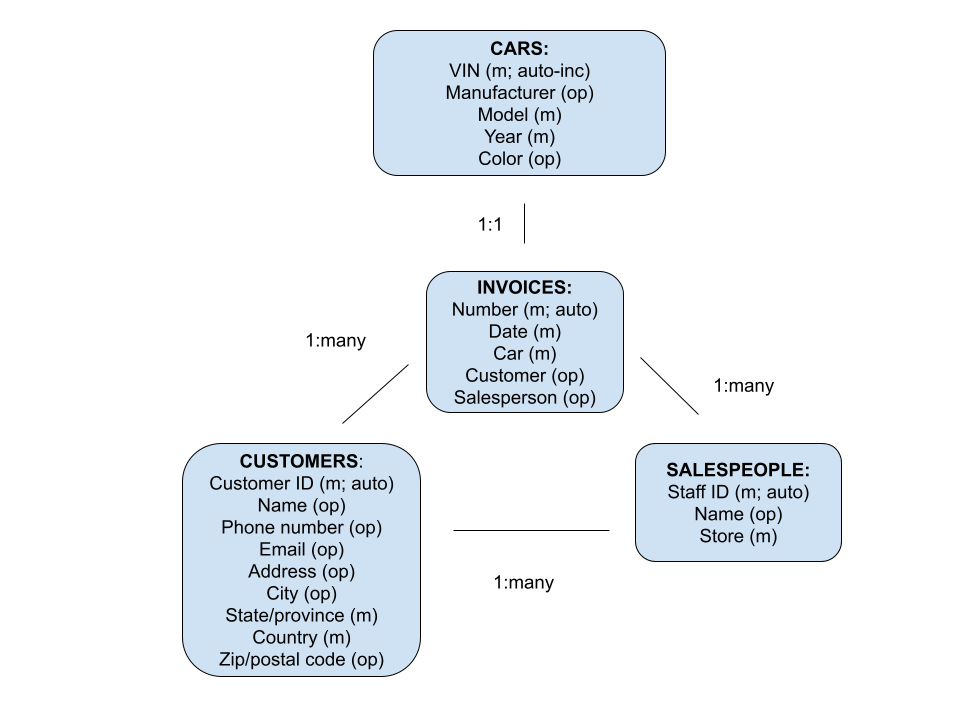 CARS:
VIN (m; auto-inc)
Manufacturer (op)
Model (m)
Year (m)
Color (op)
1:1
INVOICES:
Number (m; auto)
Date (m)
Car (m)
Customer (op)
Salesperson (op)
1:many
1:many
CUSTOMERS:
Customer ID (m; auto)
Name (op)
Phone number (op)
Email (op)
Address (op)
City (op)
State/province (m)
Country (m)
Zip/postal code (op)
SALESPEOPLE:
Staff ID (m; auto)
Name (op)
Store (m)
1:many